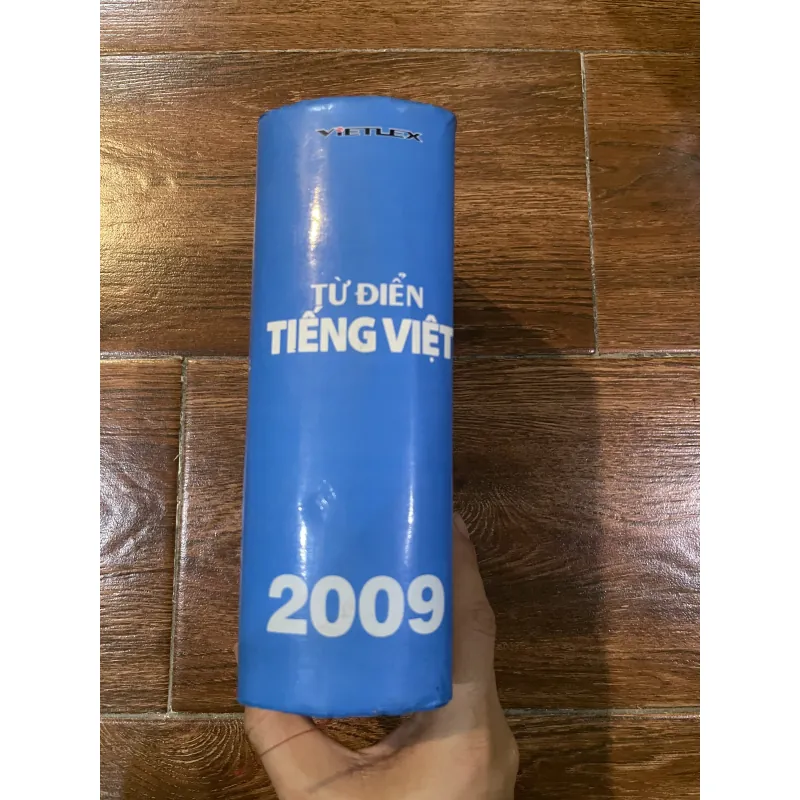 VIETLEX
TỪ ĐIỂN
TIẾNG VIỆT
2009